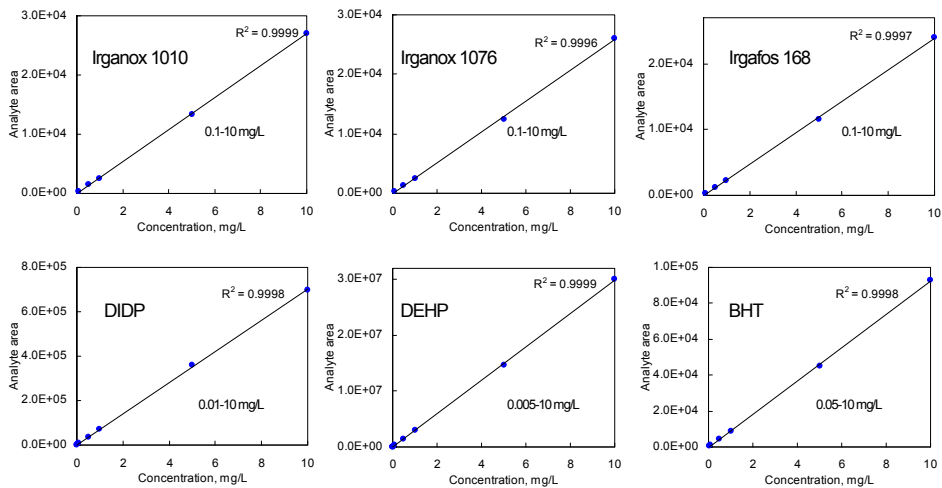 3.0E+04
2.0E+04
1.0E+04
0.0E+00
Analyte area
Irganox 1010
R² = 0.9999
0.1-10 mg/L
0 2 4 6 8 10
Concentration, mg/L
3.0E+04
2.0E+04
1.0E+04
0.0E+00
Analyte area
Irganox 1076
R² = 0.9996
0.1-10 mg/L
0 2 4 6 8 10
Concentration, mg/L
2.0E+04
1.0E+04
0.0E+00
Analyte area
Irgafos 168
R² = 0.9997
0.1-10 mg/L
0 2 4 6 8 10
Concentration, mg/L
8.0E+05
6.0E+05
4.0E+05
2.0E+05
0.0E+00
Analyte area
DIDP
R² = 0.9998
0.01-10 mg/L
0 2 4 6 8 10
Concentration, mg/L
3.0E+07
2.0E+07
1.0E+07
0.0E+00
Analyte area
DEHP
R² = 0.9999
0.005-10 mg/L
0 2 4 6 8 10
Concentration, mg/L
1.0E+05
8.0E+04
6.0E+04
4.0E+04
2.0E+04
0.0E+00
Analyte area
BHT
R² = 0.9998
0.05-10 mg/L
0 2 4 6 8 10
Concentration, mg/L